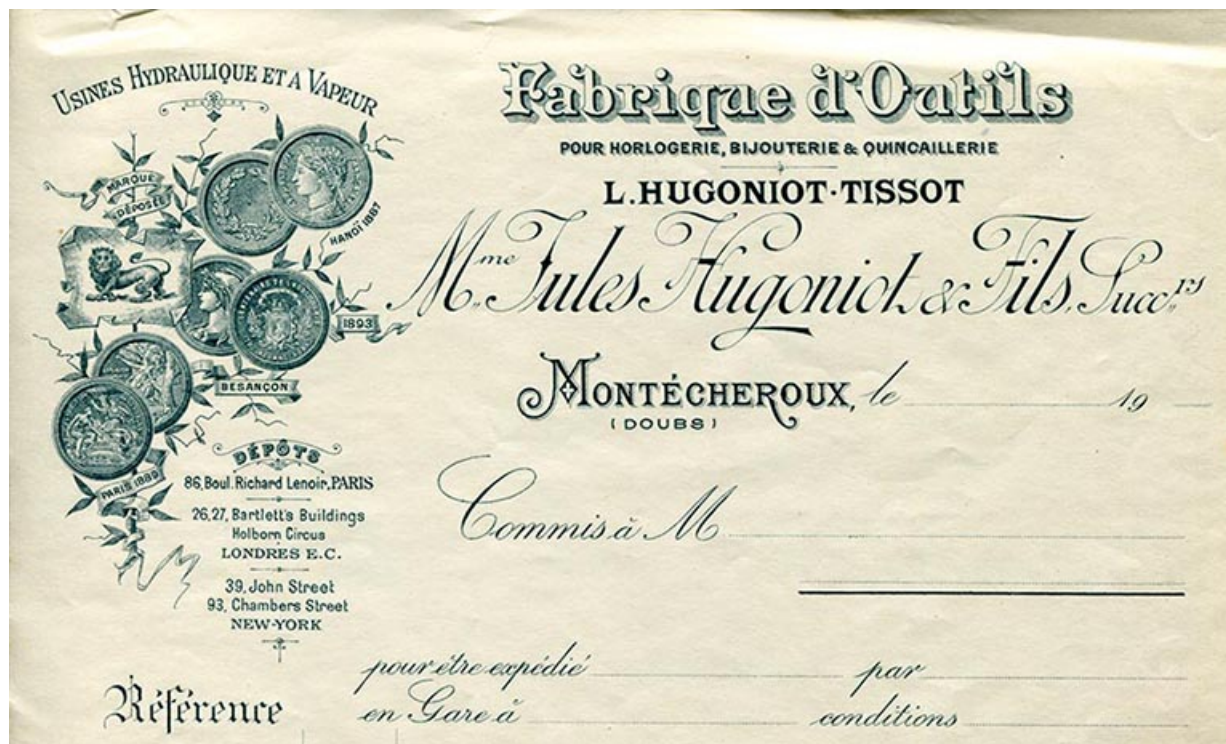 USINES HYDRAULIQUE ET A VAPEUR
MARQUE
DÉPOSÉE
HANOÏ 1887
1893
BESANÇON
PARIS 1889
DÉPÔTS
86, Boul. Richard Lenoir, PARIS
26, 27, Bartlett's Buildings
Holborn Circus
LONDRES E.C.
39, John Street
93, Chambers Street
NEW-YORK
Fabrique d'Outils
POUR HORLOGERIE, BIJOUTERIE & QUINCAILLERIE
L. HUGONIOT-TISSOT
Mme Jules Hugoniot & Fils, Succrs
MONTÉCHEROUX, le 19
(DOUBS)
Commis à M
pour être expédié par
en Gare à conditions
Référence